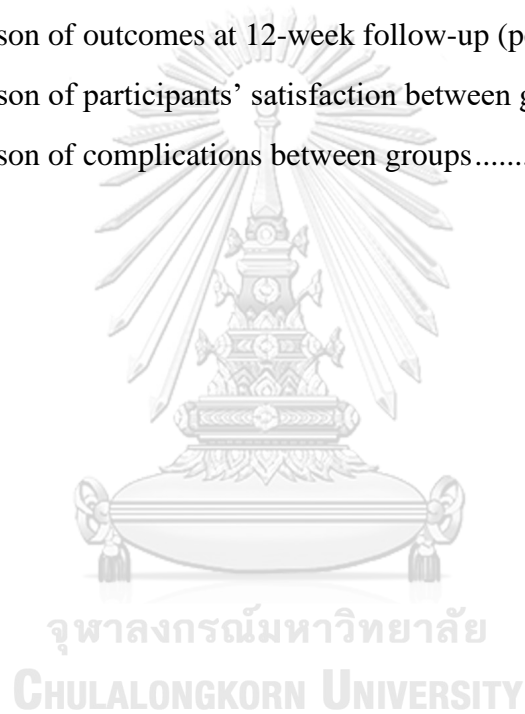 son of outcomes at 12-week follow-up (pe
son of participants’ satisfaction between g
son of complications between groups.......
จุฬาลงกรณ์มหาวิทยาลัย
CHULALONGKORN UNIVERSITY